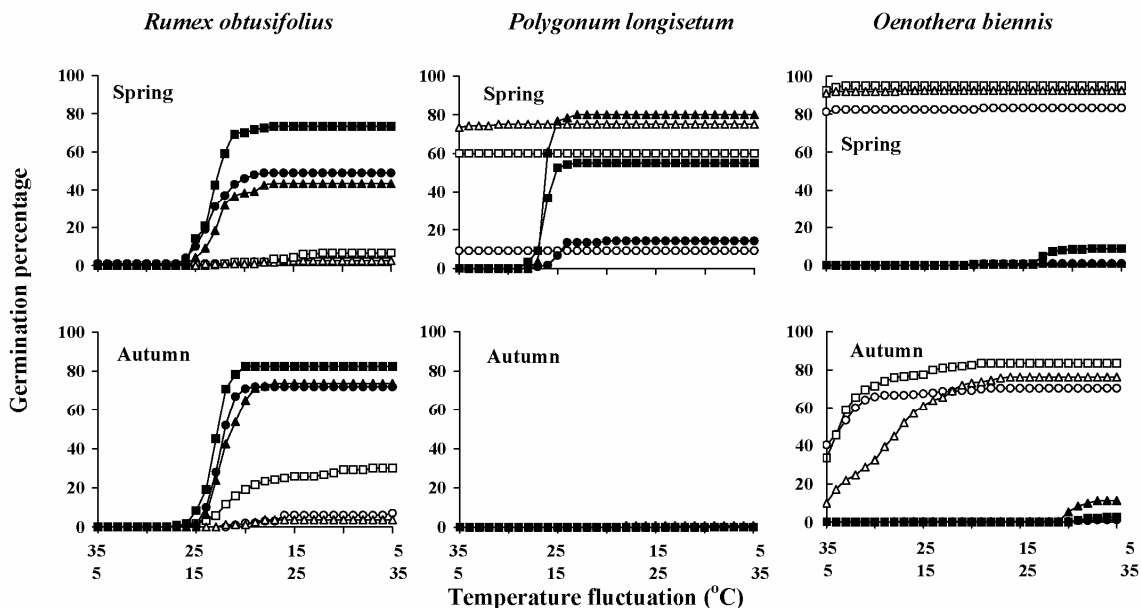 Rumex obtusifolius Polygonum longisetum Oenothera biennis
100 100 100
Spring Spring
80 80 80
60 60 60
Spring
40 40 40
20 20 20
0 0 0
Germination percentage
100 100 100
Autumn Autumn Autumn
80 80 80
60 60 60
40 40 40
20 20 20
0 0 0
35 25 15 5 35 25 15 5 35 25 15 5
5 15 25 35 5 15 25 35 5 15 25 35
Temperature fluctuation (°C)